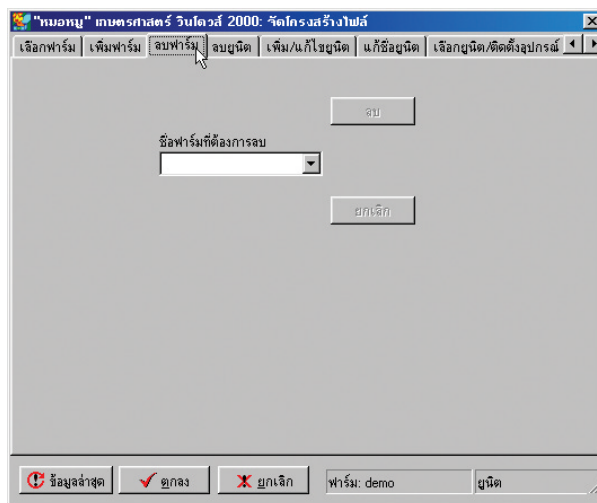 "หมอหมู" เกษตรศาสตร์ วินโดวส์ 2000: จัดโครงสร้างไฟล์
เลือกฟาร์ม เพิ่มฟาร์ม ลบฟาร์ม ลบยูนิต เพิ่ม/แก้ไขยูนิต แก้ชื่อยูนิต เลือกยูนิต/ติดตั้งอุปกรณ์
ลบ
ชื่อฟาร์มที่ต้องการลบ
ยกเลิก
ข้อมูลล่าสุด ตกลง ยกเลิก ฟาร์ม: demo ยูนิต